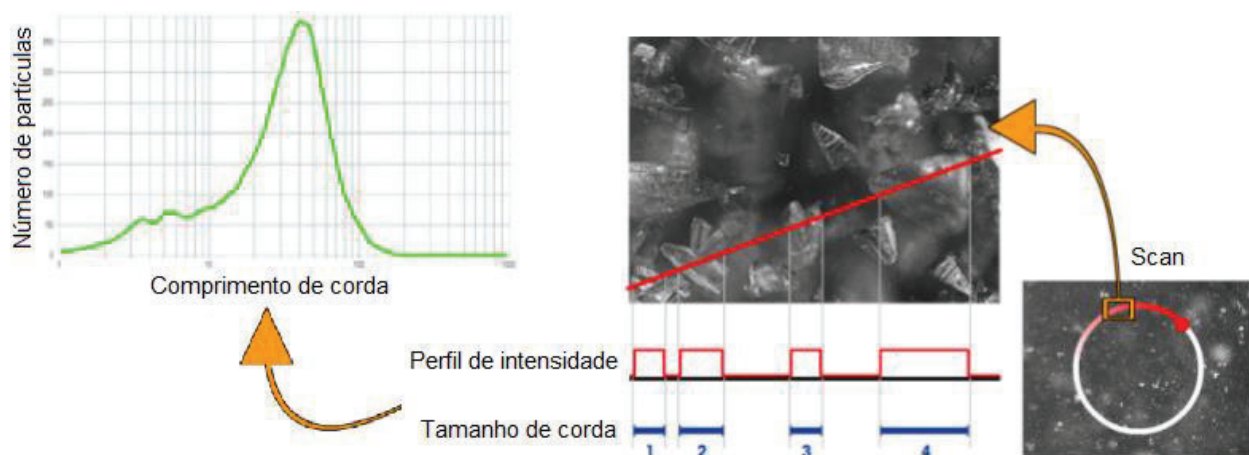 Número de partículas
Comprimento de corda
Scan
Perfil de intensidade
Tamanho de corda
1 2 3 4